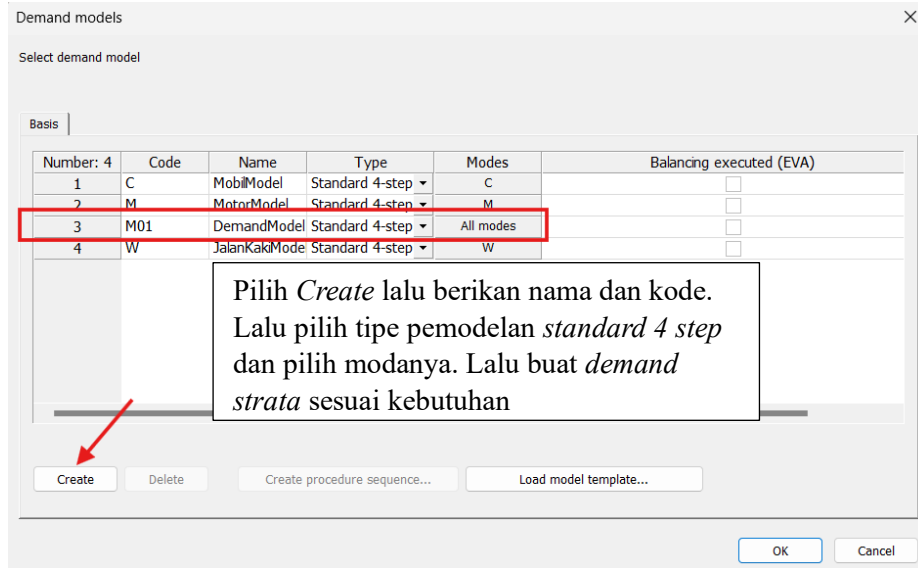 Demand models
Select demand model
Basis
Number: 4 Code Name Type Modes Balancing executed (EVA)
1 C MobilModel Standard 4-step C
2 M MotorModel Standard 4-step M
3 M01 DemandModel Standard 4-step All modes
4 W JalanKakiMode Standard 4-step W
Pilih Create lalu berikan nama dan kode.
Lalu pilih tipe pemodelan standard 4 step
dan pilih modanya. Lalu buat demand
strata sesuai kebutuhan
Create Delete Create procedure sequence... Load model template...
OK Cancel